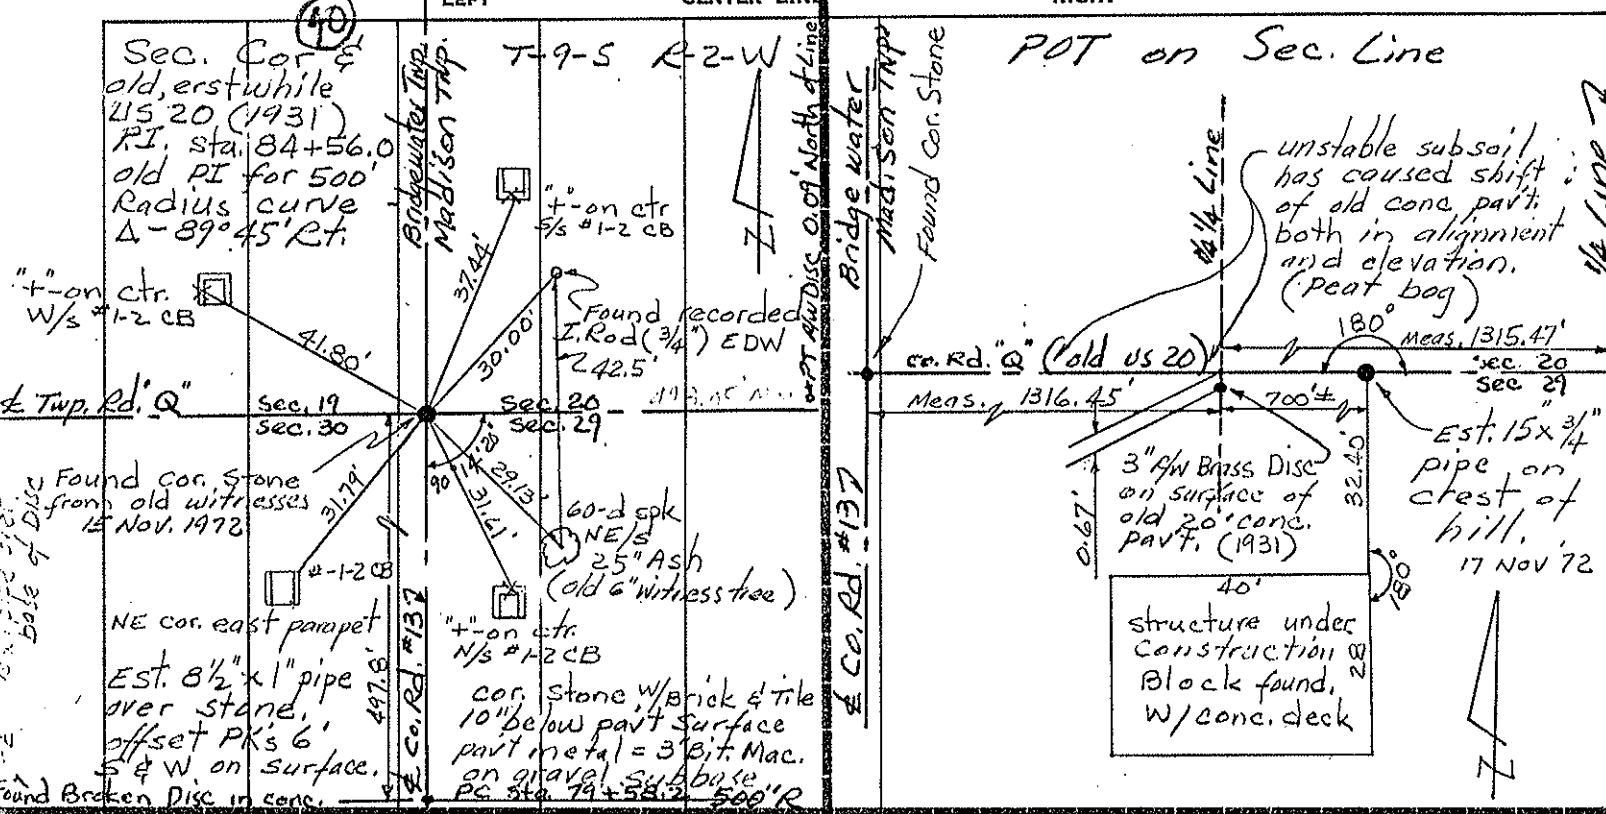 LEFT
CENTER LINE
RIGHT
40
Sec. Cor &
old, erstwhile
US 20 (1931)
P.I. sta. 84+56.0
old PI for 500'
Radius curve
Δ-89°45' Rt.
Bridgewater Twp.
Madison Twp.
T-9-S R-2-W
Z
"+"-on ctr
S/s #1-2 CB
37.44'
"+"-on ctr.
W/s #1-2 CB
41.80'
30.00'
Found recorded
I. Rod (3/4") EDW
42.5'
℄ Twp. Rd. "Q"
Sec. 19
Sec. 30
Sec. 20
Sec. 29
Found Cor. Stone
from old witnesses
15 NOV. 1972
31.79'
90
31.61'
29.13'
60-d spk
NE/s
25" Ash
(old 6" witness tree)
#-1-2 CB
NE cor. east parapet
"+"-on ctr.
N/s #1-2 CB
Est. 8½" x 1" pipe
over stone,
offset PK's 6'
S & W on surface.
Found Broken Disc in conc.
497.8'
℄ Co. Rd. #137
cor. stone W/Brick & Tile
10" below pav't surface
pav't metal = 3" Bit. Mac.
on gravel subbase
PC Sta. 79+58.2 500' R
base of Disc
Disc 0.09' North of Line
Bridgewater
Madison TWP
Found Cor. Stone
POT on Sec. Line
¼ ¼ Line
¼ Line
unstable subsoil
has caused shift
of old conc. pav't.
both in alignment
and elevation.
(Peat bog)
180°
Meas. 1315.47'
Co. Rd. "Q" (old US 20)
Sec. 20
Sec. 29
Meas. 1316.45'
700'±
3" A/W Brass Disc
on surface of
old 20' conc.
Pav't. (1931)
0.67'
32.40'
Est. 15" x 3/4"
pipe on
crest of
hill.
17 NOV 72
℄ Co. Rd. #137
40'
180°
structure under
Construction
Block found,
W/conc. deck
28
Z